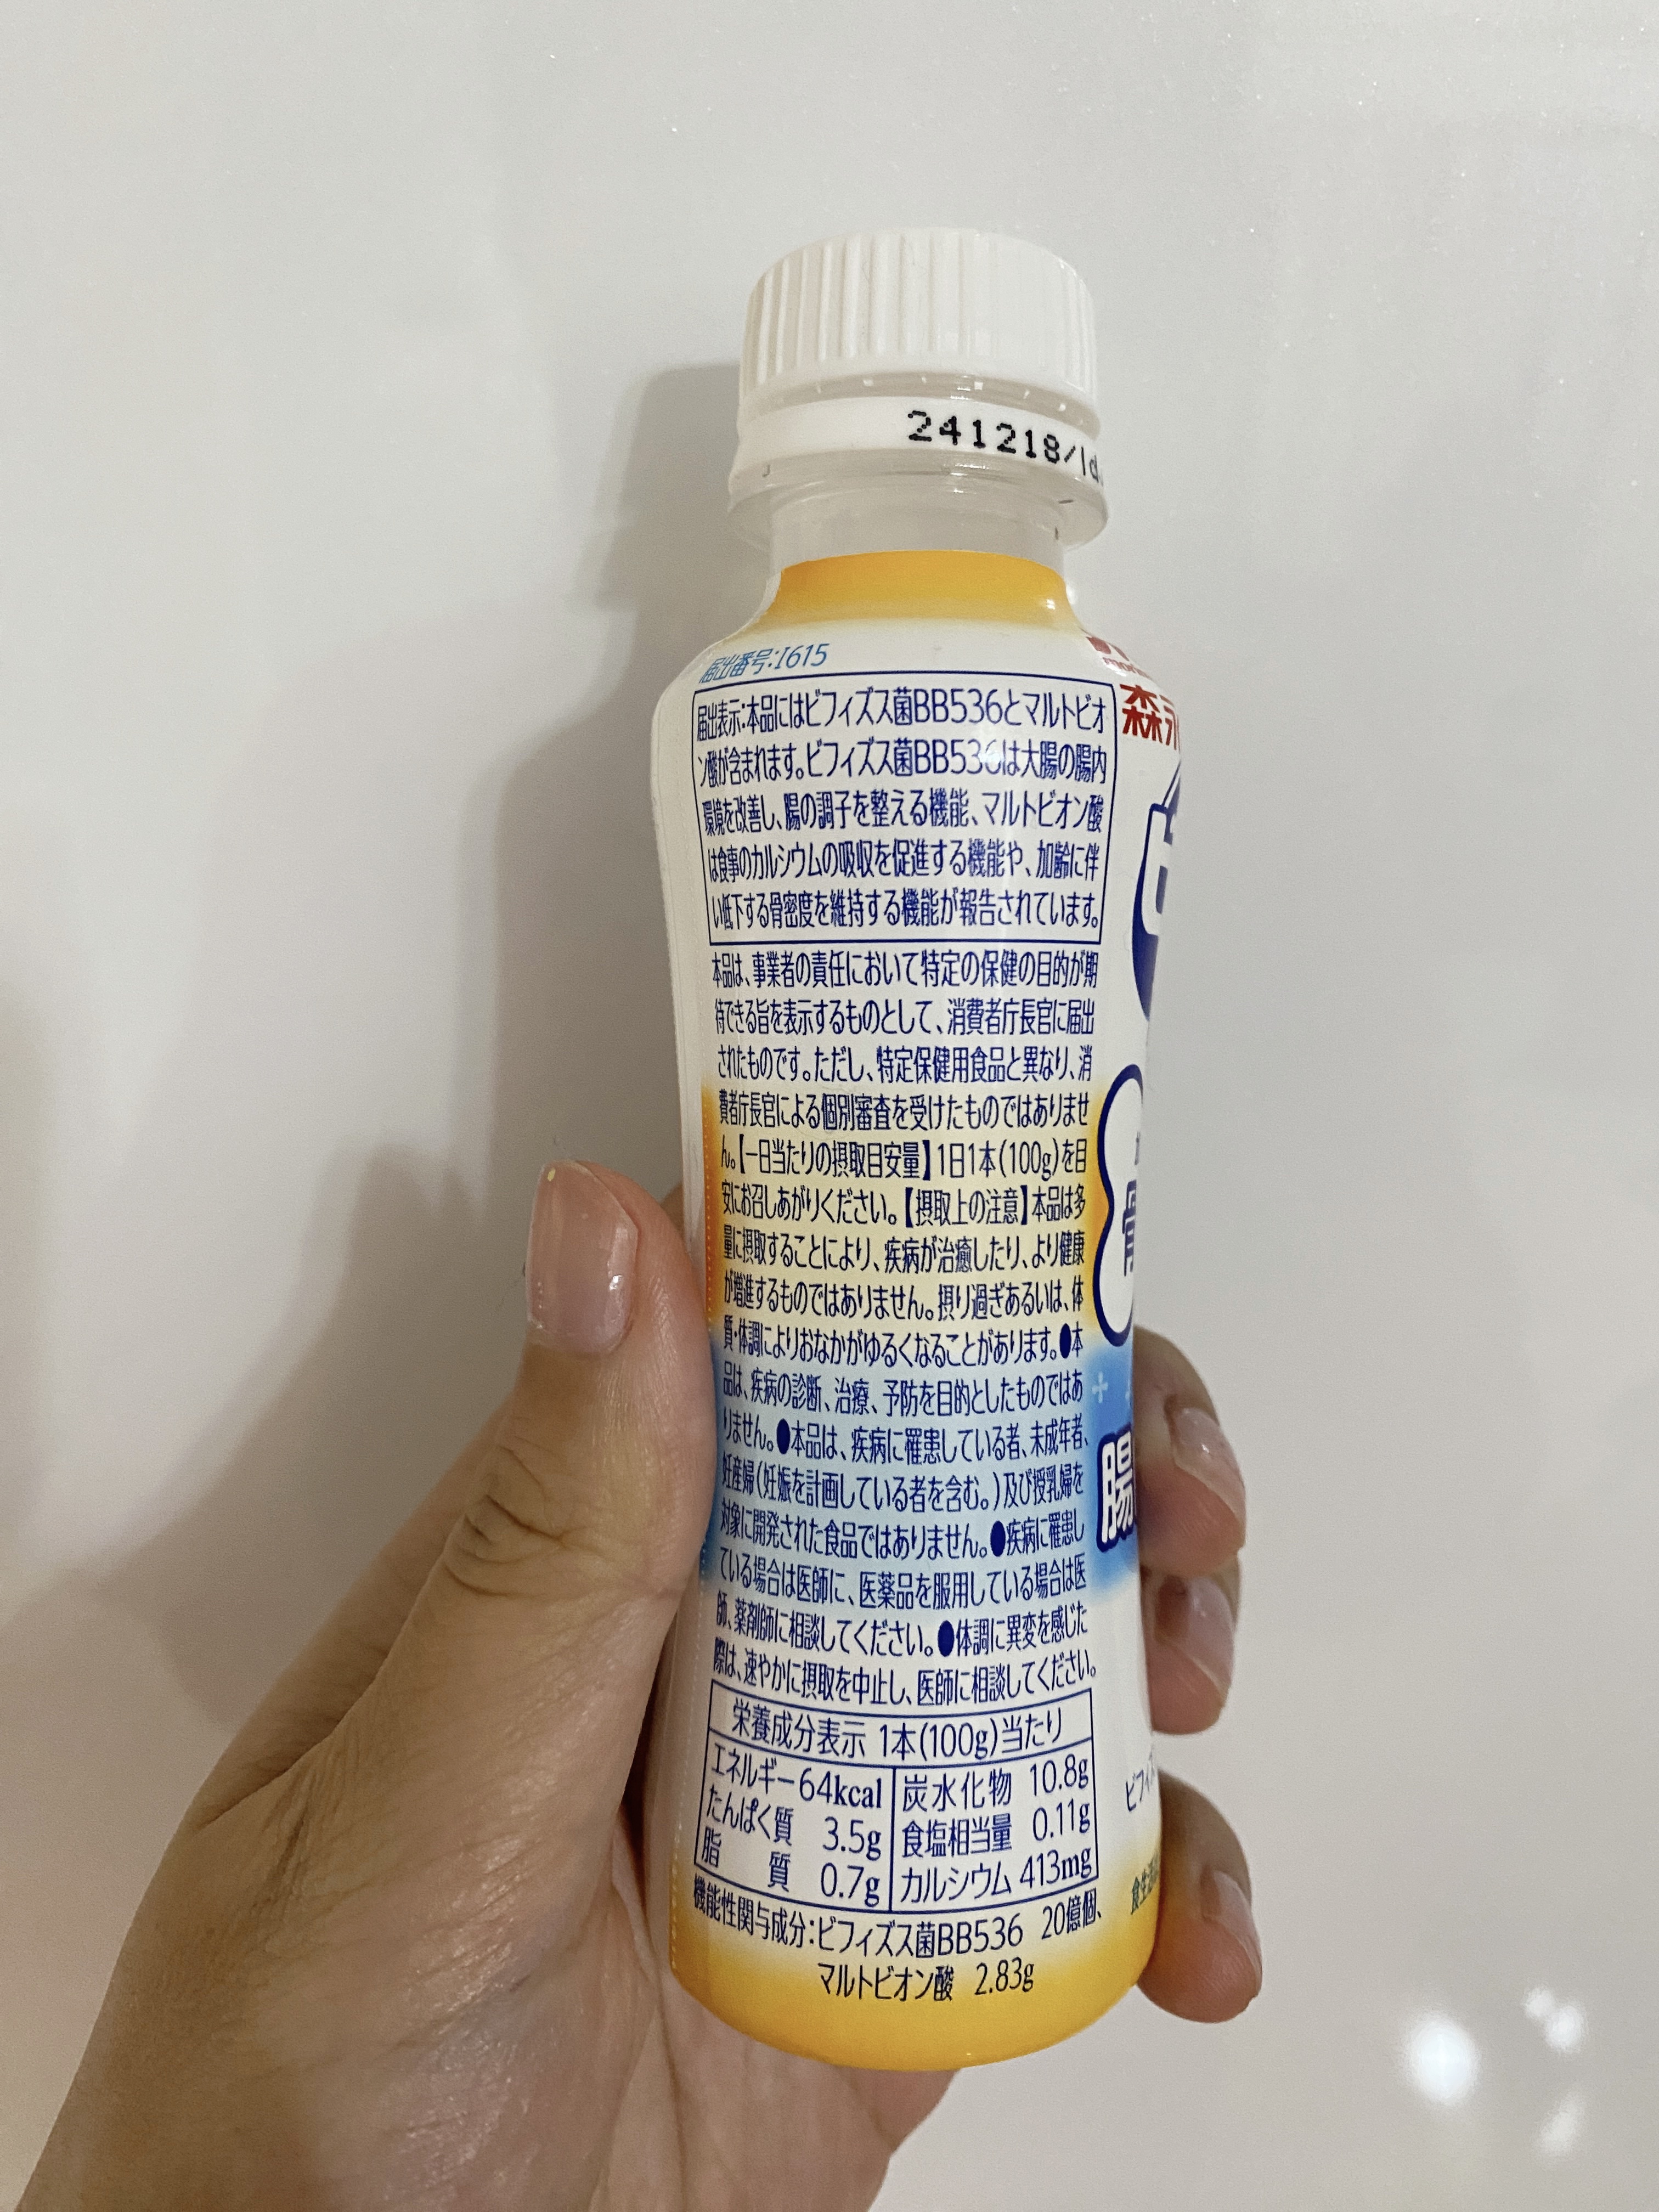 241218/
届出番号:I615
届出表示:本品にはビフィズス菌BB536とマルトビオ
ン酸が含まれます。ビフィズス菌BB536は大腸の腸内
環境を改善し、腸の調子を整える機能、マルトビオン酸
は食事のカルシウムの吸収を促進する機能や、加齢に伴
い低下する骨密度を維持する機能が報告されています。
本品は、事業者の責任において特定の保健の目的が期
待できる旨を表示するものとして、消費者庁長官に届出
されたものです。ただし、特定保健用食品と異なり、消
費者庁長官による個別審査を受けたものではありませ
ん。【一日当たりの摂取目安量】1日1本(100g)を目
安にお召しあがりください。【摂取上の注意】本品は多
量に摂取することにより、疾病が治癒したり、より健康
が増進するものではありません。摂り過ぎあるいは、体
質・体調によりおなかがゆるくなることがあります。●本
品は、疾病の診断、治療、予防を目的としたものではあ
りません。●本品は、疾病に罹患している者、未成年者、
妊産婦(妊娠を計画している者を含む。)及び授乳婦を
対象に開発された食品ではありません。●疾病に罹患し
ている場合は医師に、医薬品を服用している場合は医
師、薬剤師に相談してください。●体調に異変を感じた
際は、速やかに摂取を中止し、医師に相談してください。
栄養成分表示 1本(100g)当たり
エネルギー 64kcal
たんぱく質 3.5g
脂質 0.7g
炭水化物 10.8g
食塩相当量 0.11g
カルシウム 413mg
機能性関与成分:ビフィズス菌BB536 20億個、
マルトビオン酸 2.83g
森永
骨
腸
ビフィ
食生活